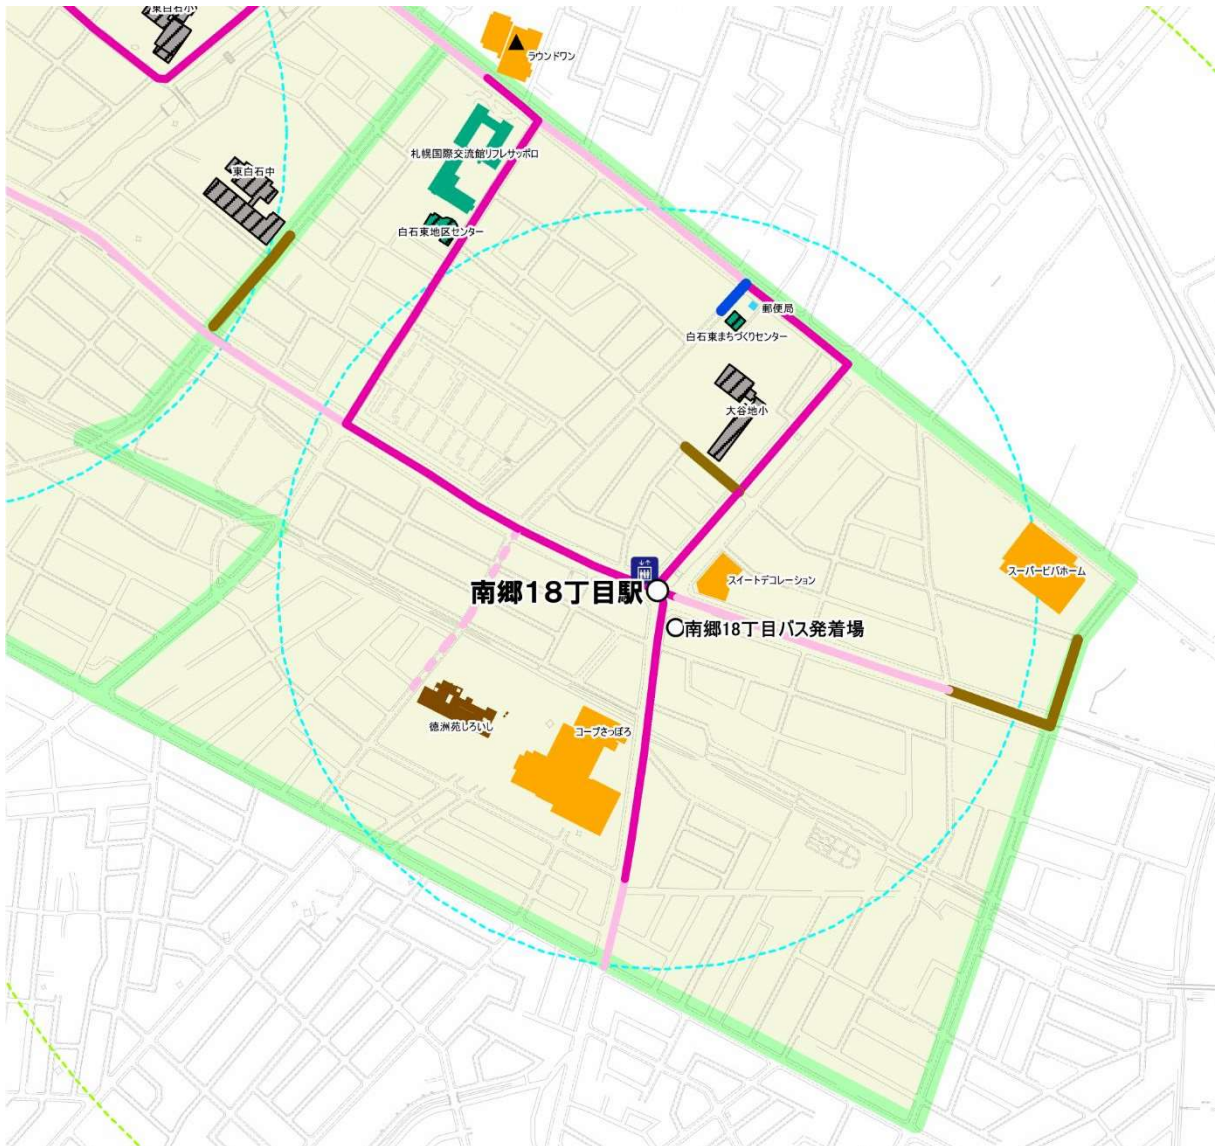 東白石小
ラウンドワン
札幌国際交流館リフレサッポロ
東白石中
白石東地区センター
郵便局
白石東まちづくりセンター
大谷地小
スーパービバホーム
スイートデコレーション
南郷18丁目駅
南郷18丁目バス発着場
徳洲苑しろいし
コープさっぽろ